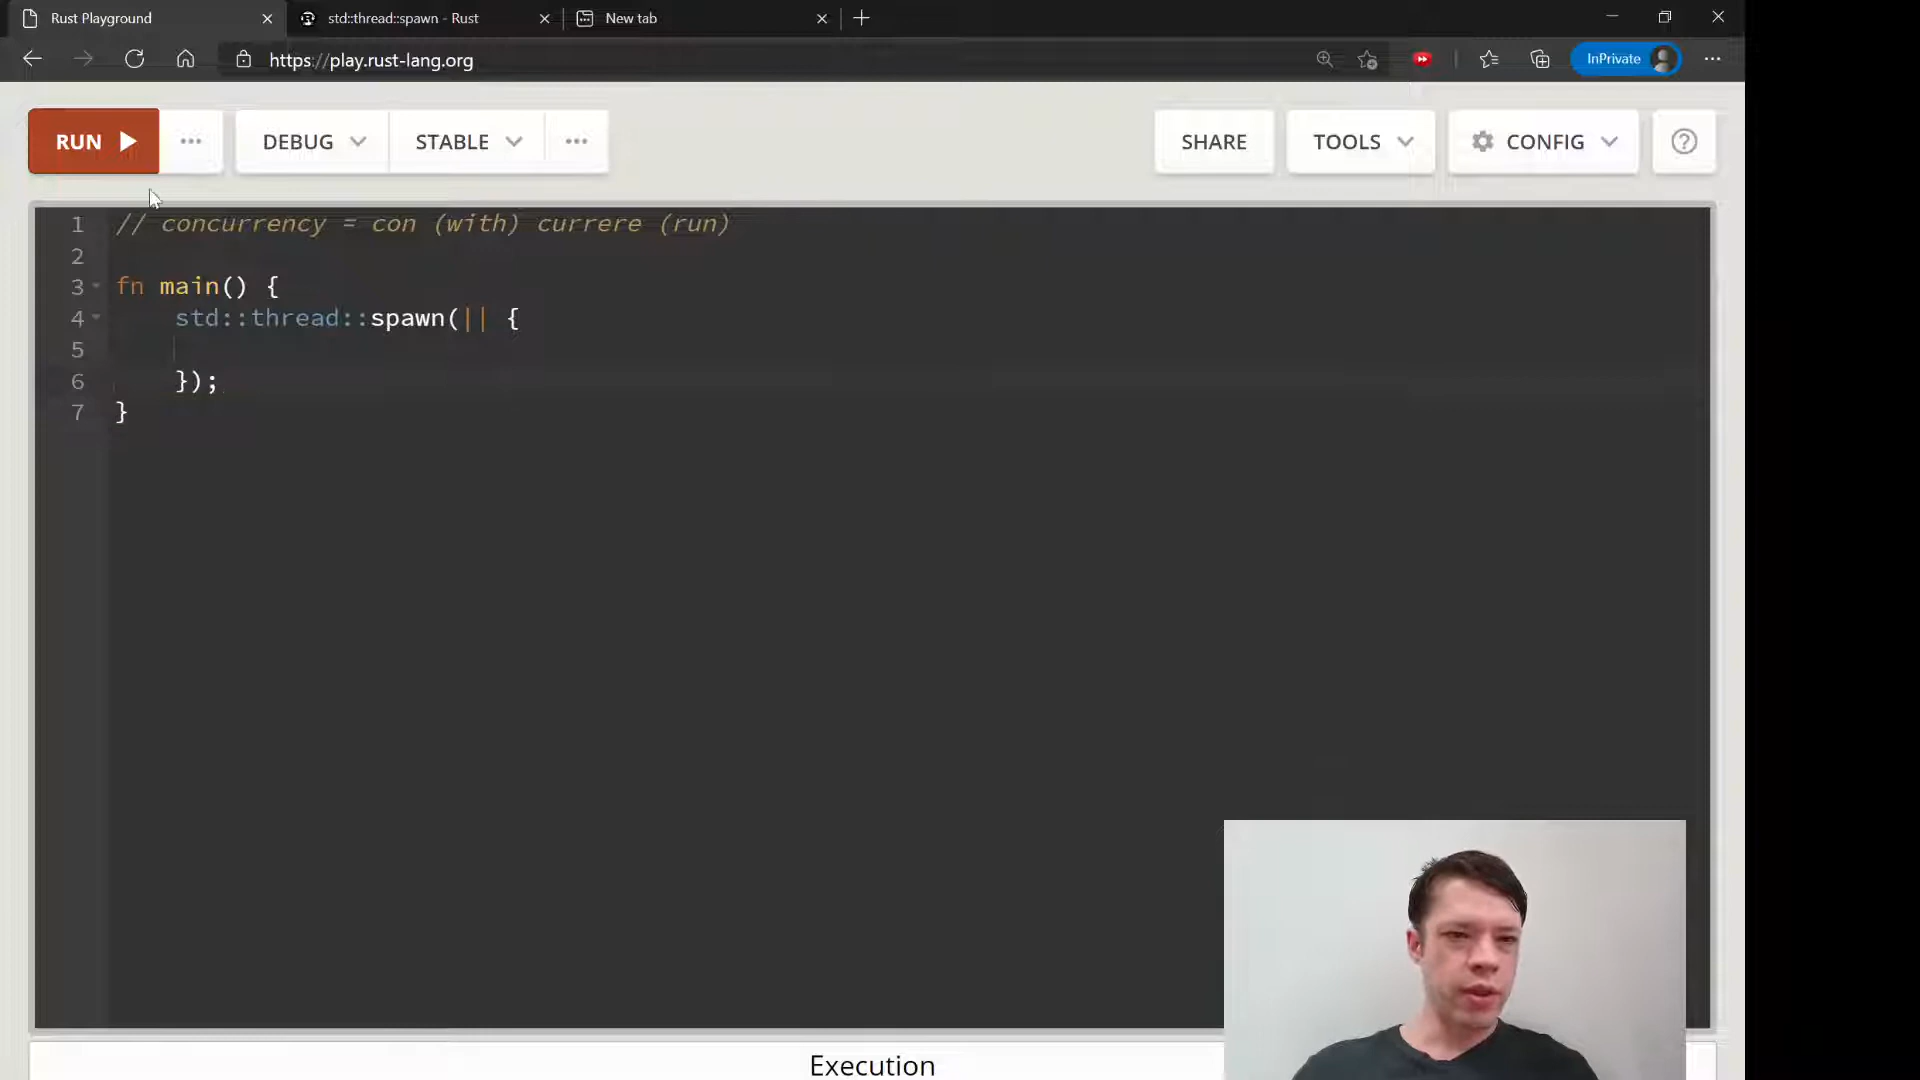 Rust Playground
std::thread::spawn - Rust
New tab
https://play.rust-lang.org
InPrivate
RUN
DEBUG
STABLE
SHARE
TOOLS
CONFIG
1 // concurrency = con (with) currere (run)
2
3 fn main() {
4     std::thread::spawn(|| {
5
6     });
7 }
Execution